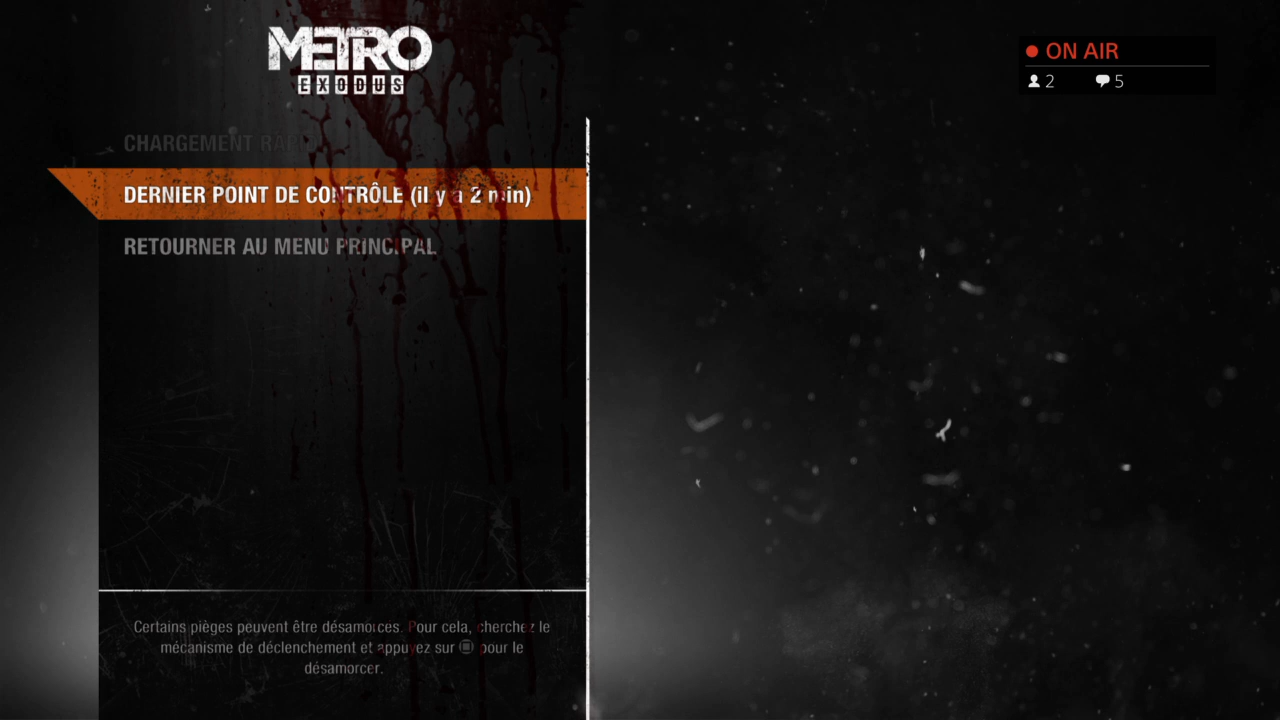 METRO
EXODUS
ON AIR
2 5
CHARGEMENT RAPIDE
DERNIER POINT DE CONTRÔLE (il y a 2 min)
RETOURNER AU MENU PRINCIPAL
Certains pièges peuvent être désamorcés. Pour cela, cherchez le
mécanisme de déclenchement et appuyez sur pour le
désamorcer.